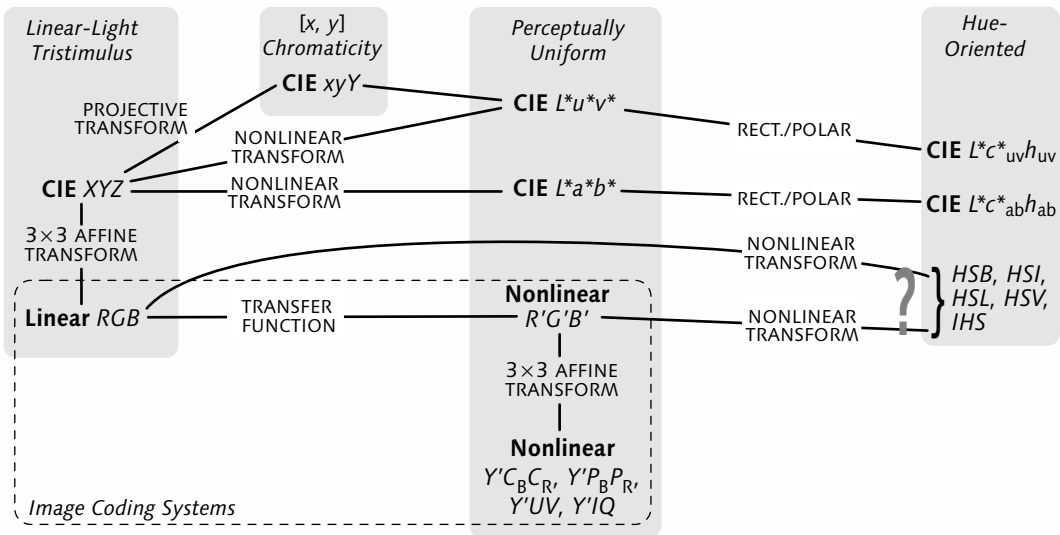 Linear-Light
Tristimulus
[x, y]
Chromaticity
Perceptually
Uniform
Hue-
Oriented
CIE xyY
CIE L*u*v*
PROJECTIVE
TRANSFORM
NONLINEAR
TRANSFORM
RECT./POLAR
CIE L*c*uvhuv
CIE XYZ
NONLINEAR
TRANSFORM
CIE L*a*b*
RECT./POLAR
CIE L*c*abhab
3×3 AFFINE
TRANSFORM
NONLINEAR
TRANSFORM
?
}
HSB, HSI,
HSL, HSV,
IHS
Linear RGB
TRANSFER
FUNCTION
Nonlinear
R'G'B'
NONLINEAR
TRANSFORM
3×3 AFFINE
TRANSFORM
Nonlinear
Y'CBCR, Y'PBPR,
Y'UV, Y'IQ
Image Coding Systems